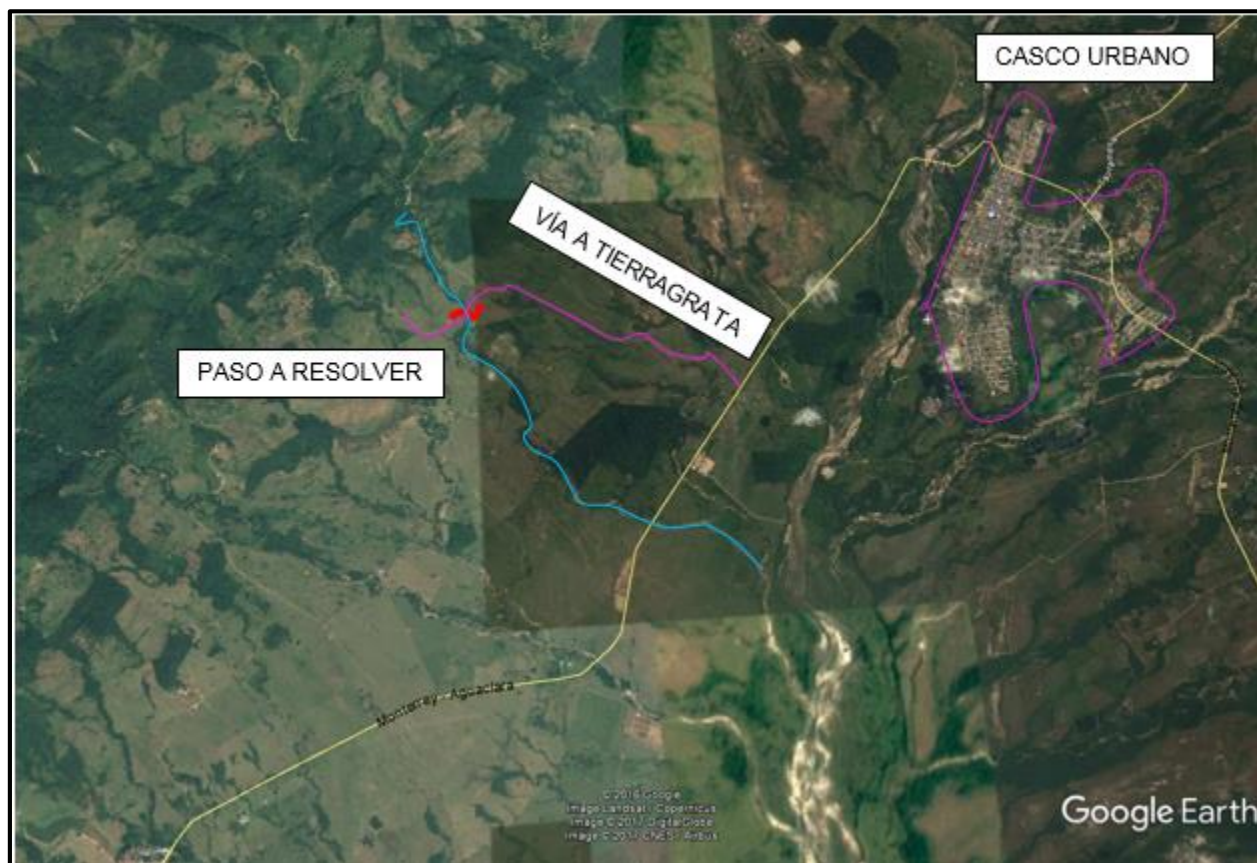 CASCO URBANO
VÍA A TIERRAGRATA
PASO A RESOLVER
Monterrey - Aguaclara
© 2016 Google
Image Landsat / Copernicus
Image © 2017 DigitalGlobe
Image © 2017 CNES / Airbus
Google Earth